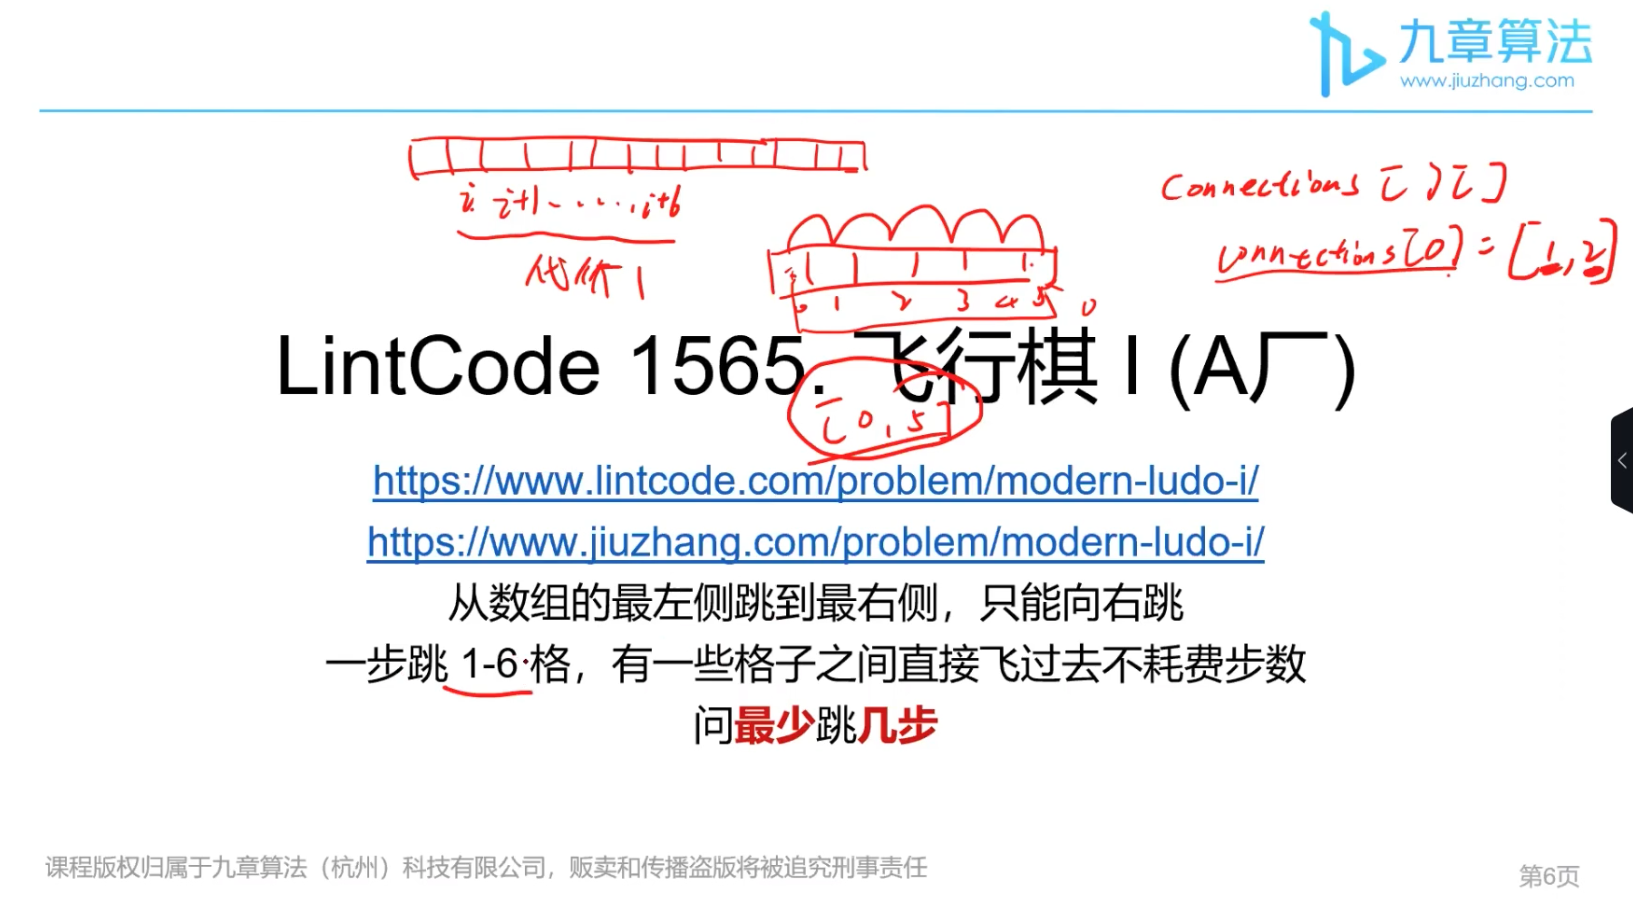 九章算法
www.jiuzhang.com
i i+1 . . . . . , i+6
代价 1
0 1 2 3 4 5 0
connections [ ] [ ]
connections[0] = [1,2]
LintCode 1565. 飞行棋 I (A厂)
[0,5]
https://www.lintcode.com/problem/modern-ludo-i/
https://www.jiuzhang.com/problem/modern-ludo-i/
从数组的最左侧跳到最右侧，只能向右跳
一步跳 1-6 格，有一些格子之间直接飞过去不耗费步数
问最少跳几步
课程版权归属于九章算法（杭州）科技有限公司，贩卖和传播盗版将被追究刑事责任
第6页